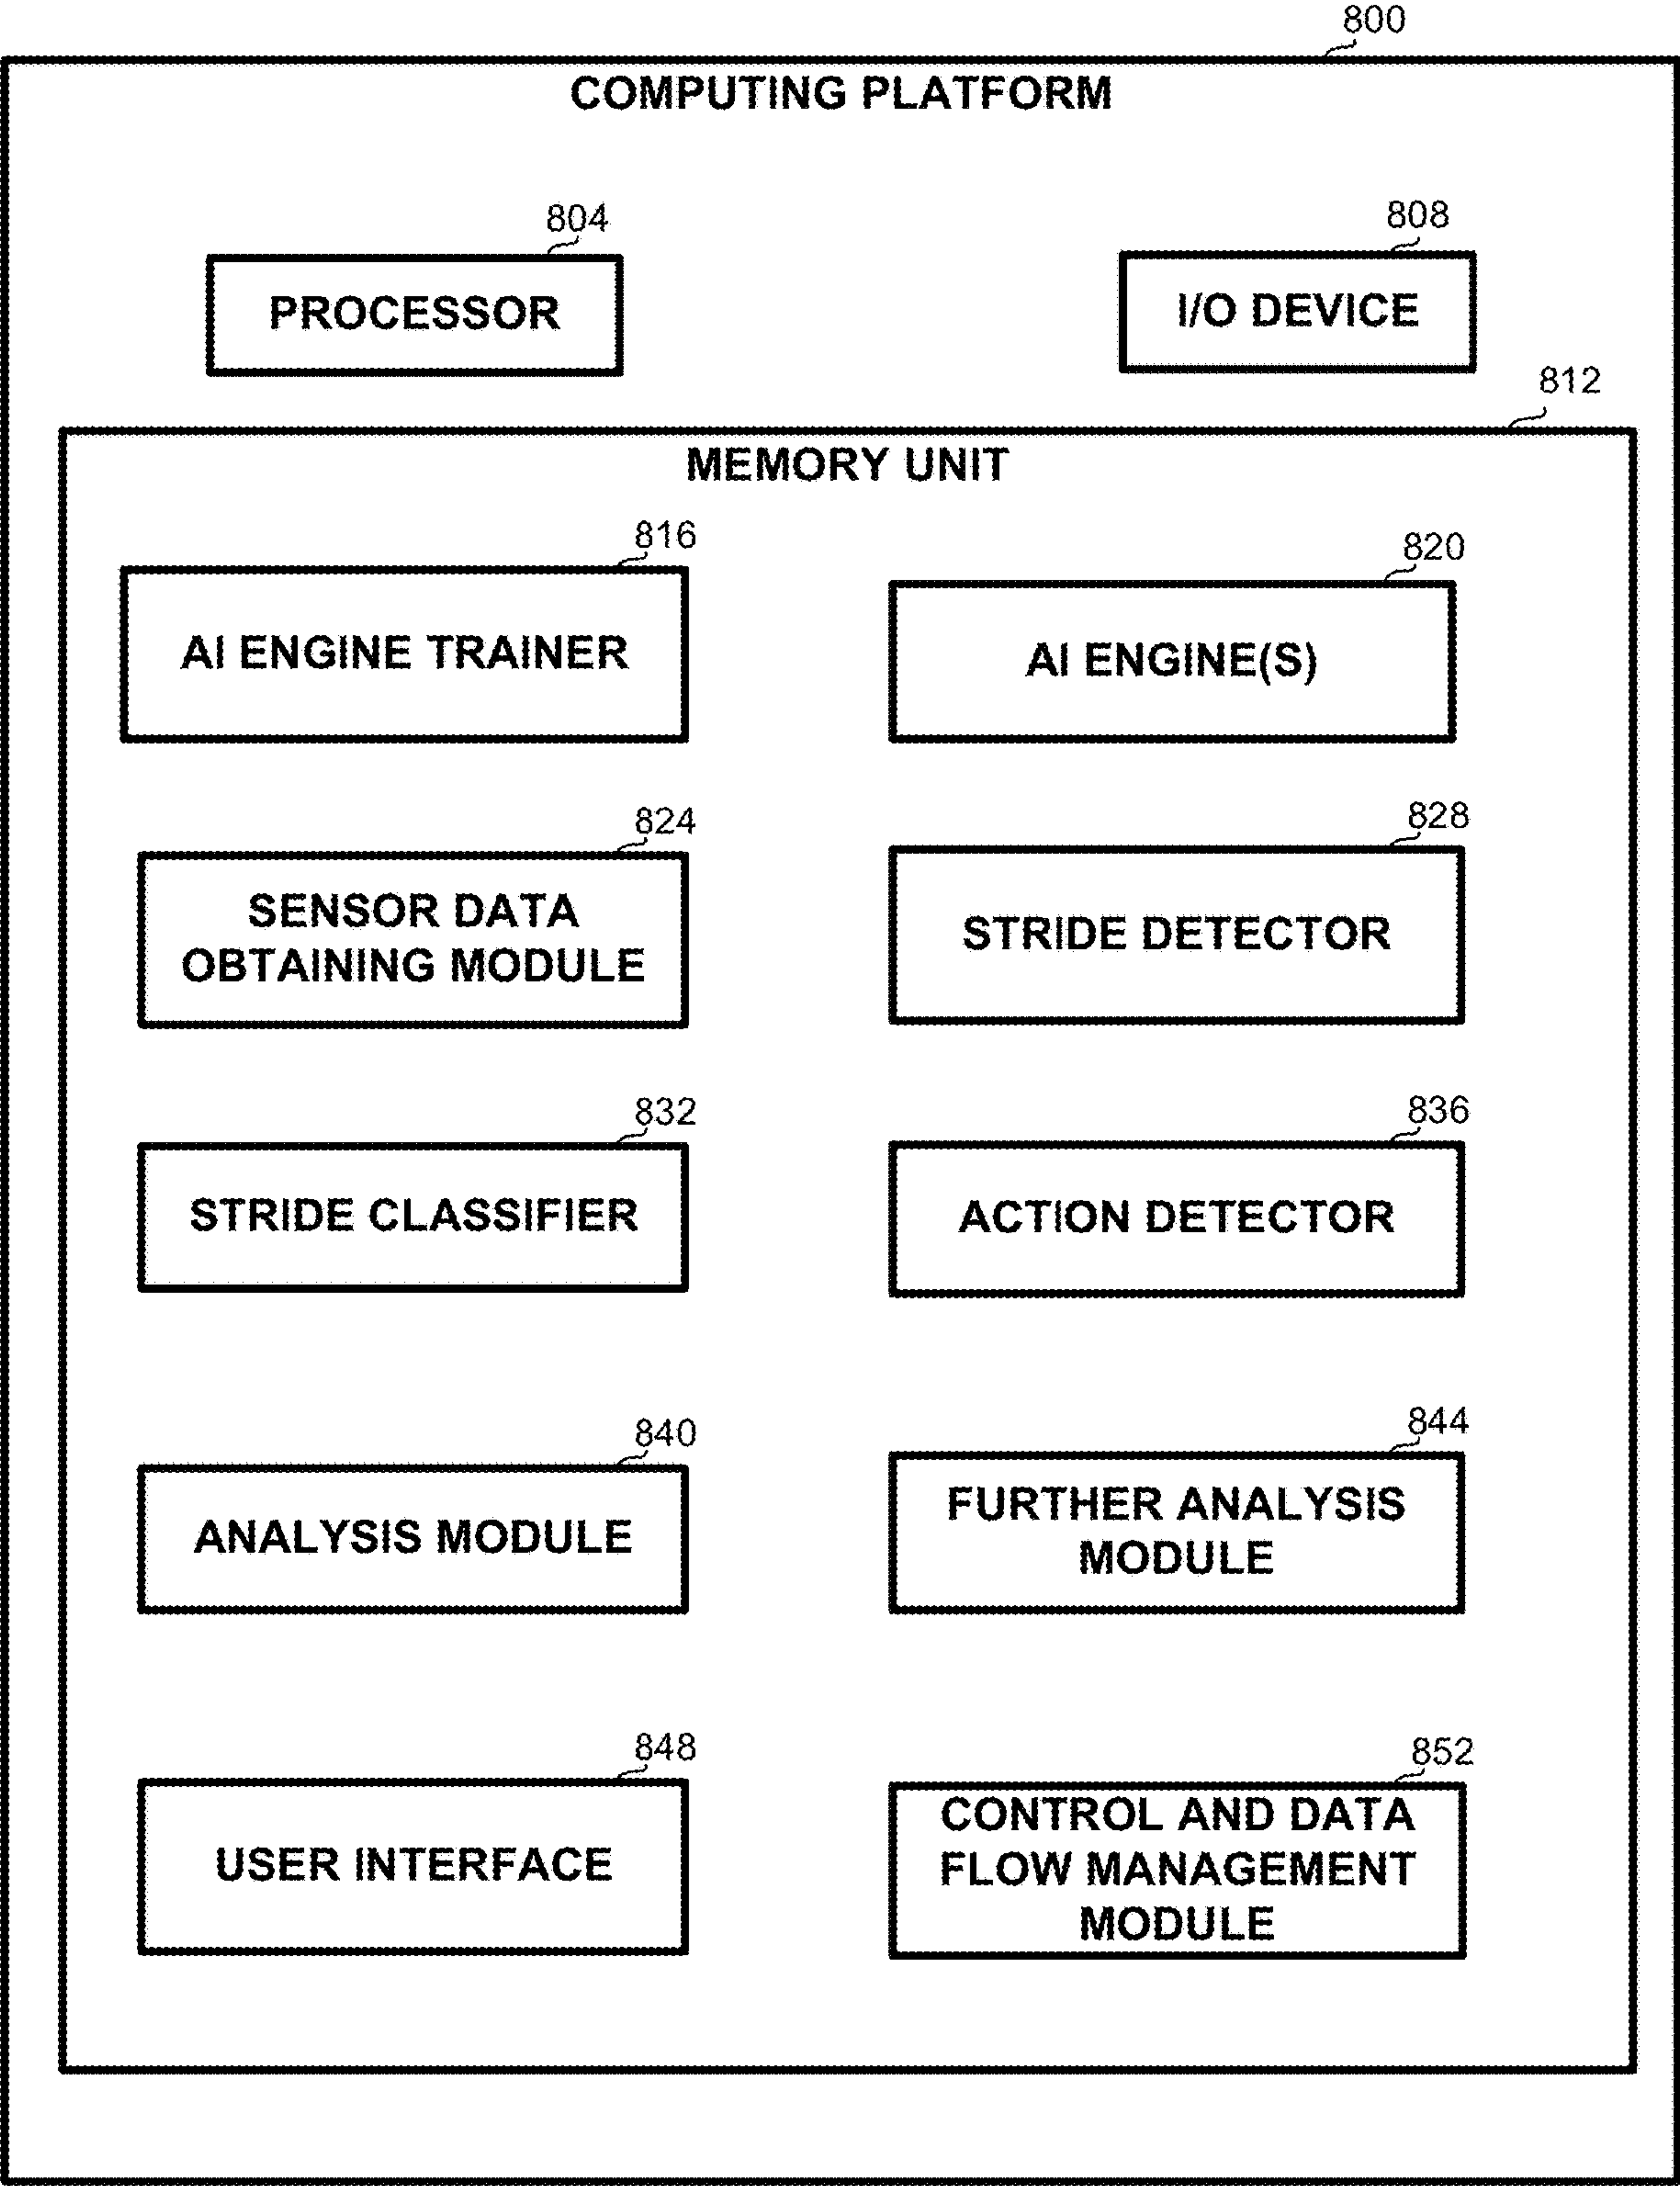 800
COMPUTING PLATFORM
804
PROCESSOR
808
I/O DEVICE
812
MEMORY UNIT
816
AI ENGINE TRAINER
820
AI ENGINE(S)
824
SENSOR DATA
OBTAINING MODULE
828
STRIDE DETECTOR
832
STRIDE CLASSIFIER
836
ACTION DETECTOR
840
ANALYSIS MODULE
844
FURTHER ANALYSIS
MODULE
848
USER INTERFACE
852
CONTROL AND DATA
FLOW MANAGEMENT
MODULE